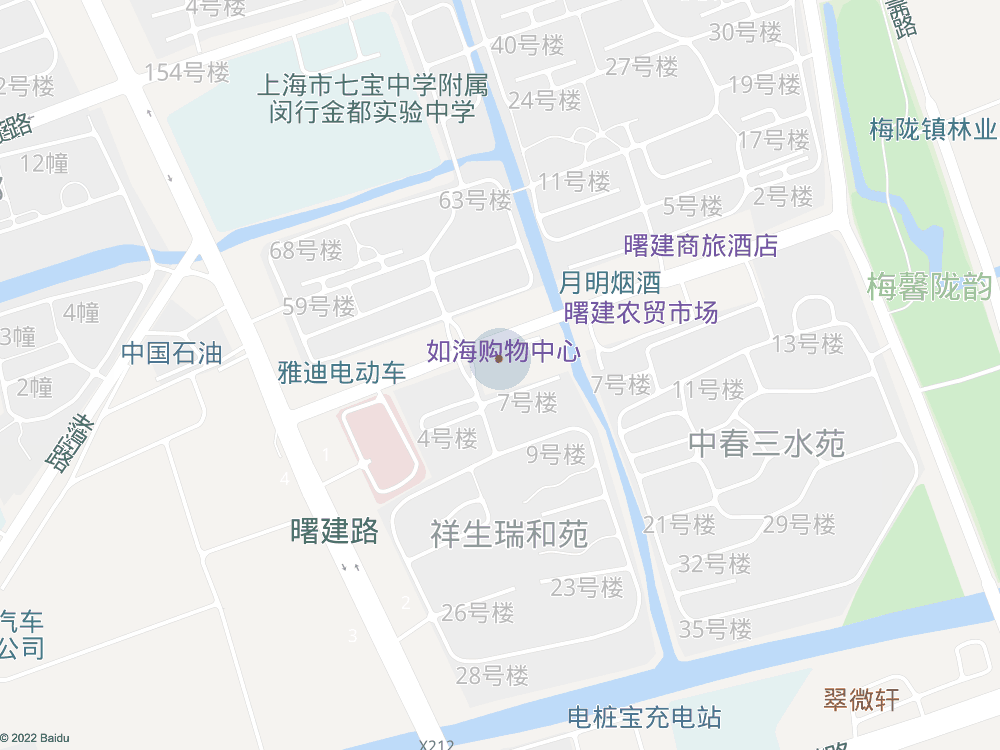 4号楼
茜路
30号楼
40号楼
27号楼
154号楼
2号楼
上海市七宝中学附属
闵行金都实验中学
19号楼
24号楼
梅陇镇林业
路
17号楼
12幢
11号楼
2号楼
63号楼
5号楼
68号楼
曙建商旅酒店
月明烟酒
梅馨陇韵
59号楼
4幢
曙建农贸市场
3幢
13号楼
中国石油
如海购物中心
雅迪电动车
2幢
7号楼
11号楼
7号楼
4号楼
中春三水苑
9号楼
4
21号楼
29号楼
曙建路
祥生瑞和苑
32号楼
23号楼
2
26号楼
汽车
公司
3
35号楼
28号楼
翠微轩
电桩宝充电站
X212
路
© 2022 Baidu